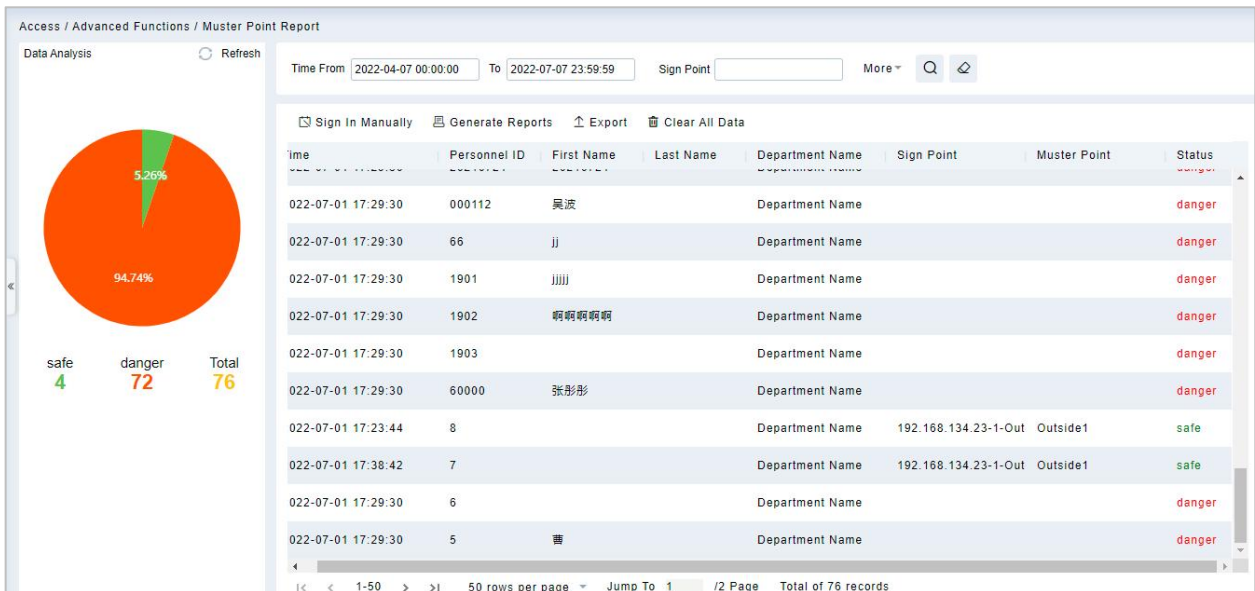 Access / Advanced Functions / Muster Point Report
Data Analysis Refresh
Time From 2022-04-07 00:00:00 To 2022-07-07 23:59:59 Sign Point More
Sign In Manually Generate Reports Export Clear All Data
ime Personnel ID First Name Last Name Department Name Sign Point Muster Point Status
022-07-01 17:29:30 000112 吴波 Department Name danger
022-07-01 17:29:30 66 jj Department Name danger
022-07-01 17:29:30 1901 jjjjj Department Name danger
022-07-01 17:29:30 1902 啊啊啊啊啊 Department Name danger
022-07-01 17:29:30 1903 Department Name danger
022-07-01 17:29:30 60000 张彤彤 Department Name danger
022-07-01 17:23:44 8 Department Name 192.168.134.23-1-Out Outside1 safe
022-07-01 17:38:42 7 Department Name 192.168.134.23-1-Out Outside1 safe
022-07-01 17:29:30 6 Department Name danger
022-07-01 17:29:30 5 曹 Department Name danger
1-50 50 rows per page Jump To 1 /2 Page Total of 76 records
5.26%
94.74%
safe danger Total
4 72 76